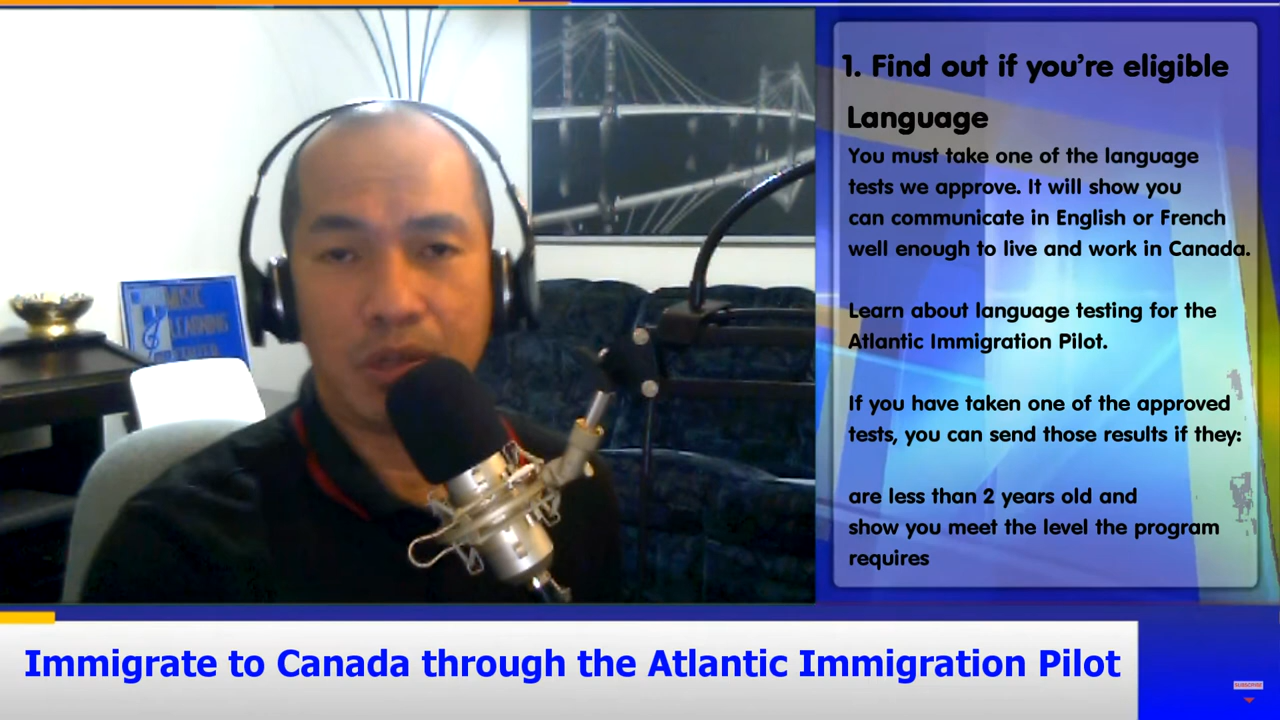 1. Find out if you're eligible
Language
You must take one of the language
tests we approve. It will show you
can communicate in English or French
well enough to live and work in Canada.
Learn about language testing for the
Atlantic Immigration Pilot.
If you have taken one of the approved
tests, you can send those results if they:
are less than 2 years old and
show you meet the level the program
requires
MUSIC
LEARNING
CENTER
Immigrate to Canada through the Atlantic Immigration Pilot
SUBSCRIBE